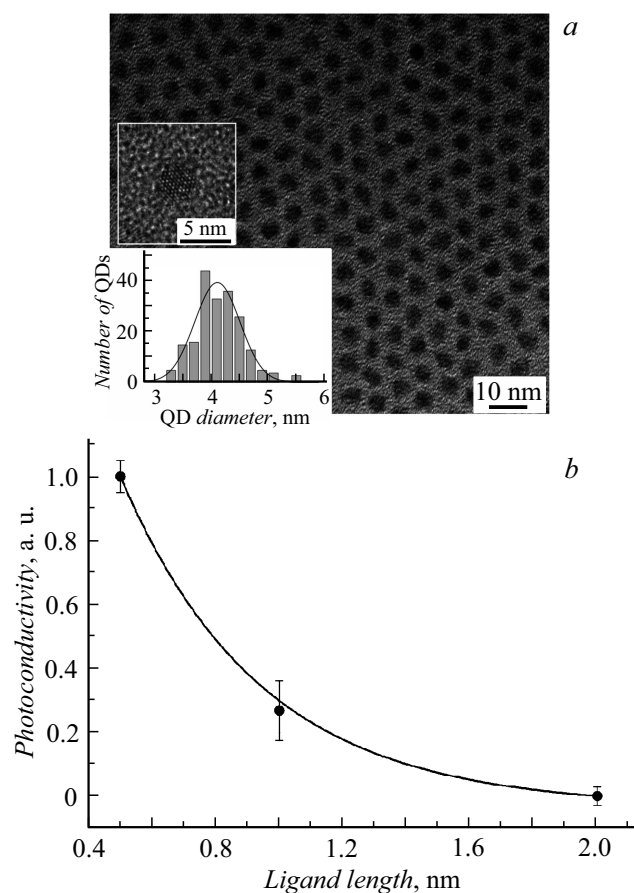 a
5 nm
40
20
0
Number of QDs
3 4 5 6
QD diameter, nm
10 nm
b
1.0
0.8
0.6
0.4
0.2
0
Photoconductivity, a. u.
0.4 0.8 1.2 1.6 2.0
Ligand length, nm